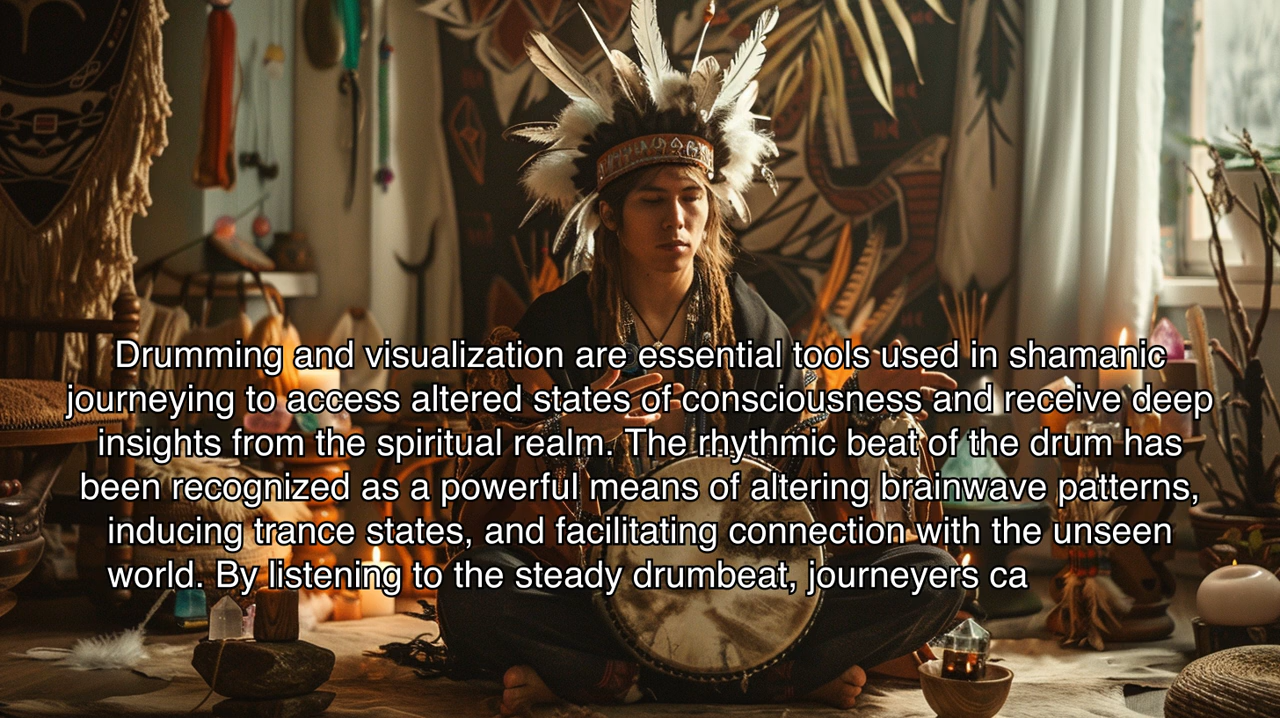 Drumming and visualization are essential tools used in shamanic
journeying to access altered states of consciousness and receive deep
insights from the spiritual realm. The rhythmic beat of the drum has
been recognized as a powerful means of altering brainwave patterns,
inducing trance states, and facilitating connection with the unseen
world. By listening to the steady drumbeat, journeyers ca